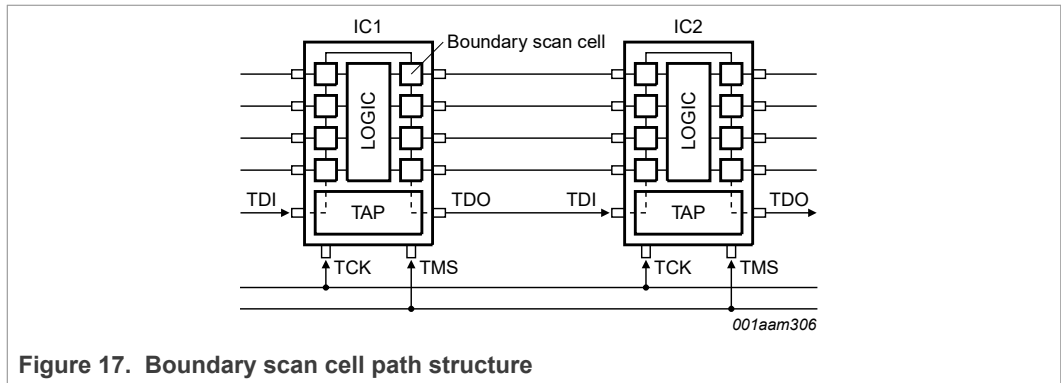 IC1
IC2
Boundary scan cell
LOGIC
LOGIC
TDI
TAP
TDO
TDI
TAP
TDO
TCK
TMS
TCK
TMS
001aam306
Figure 17. Boundary scan cell path structure